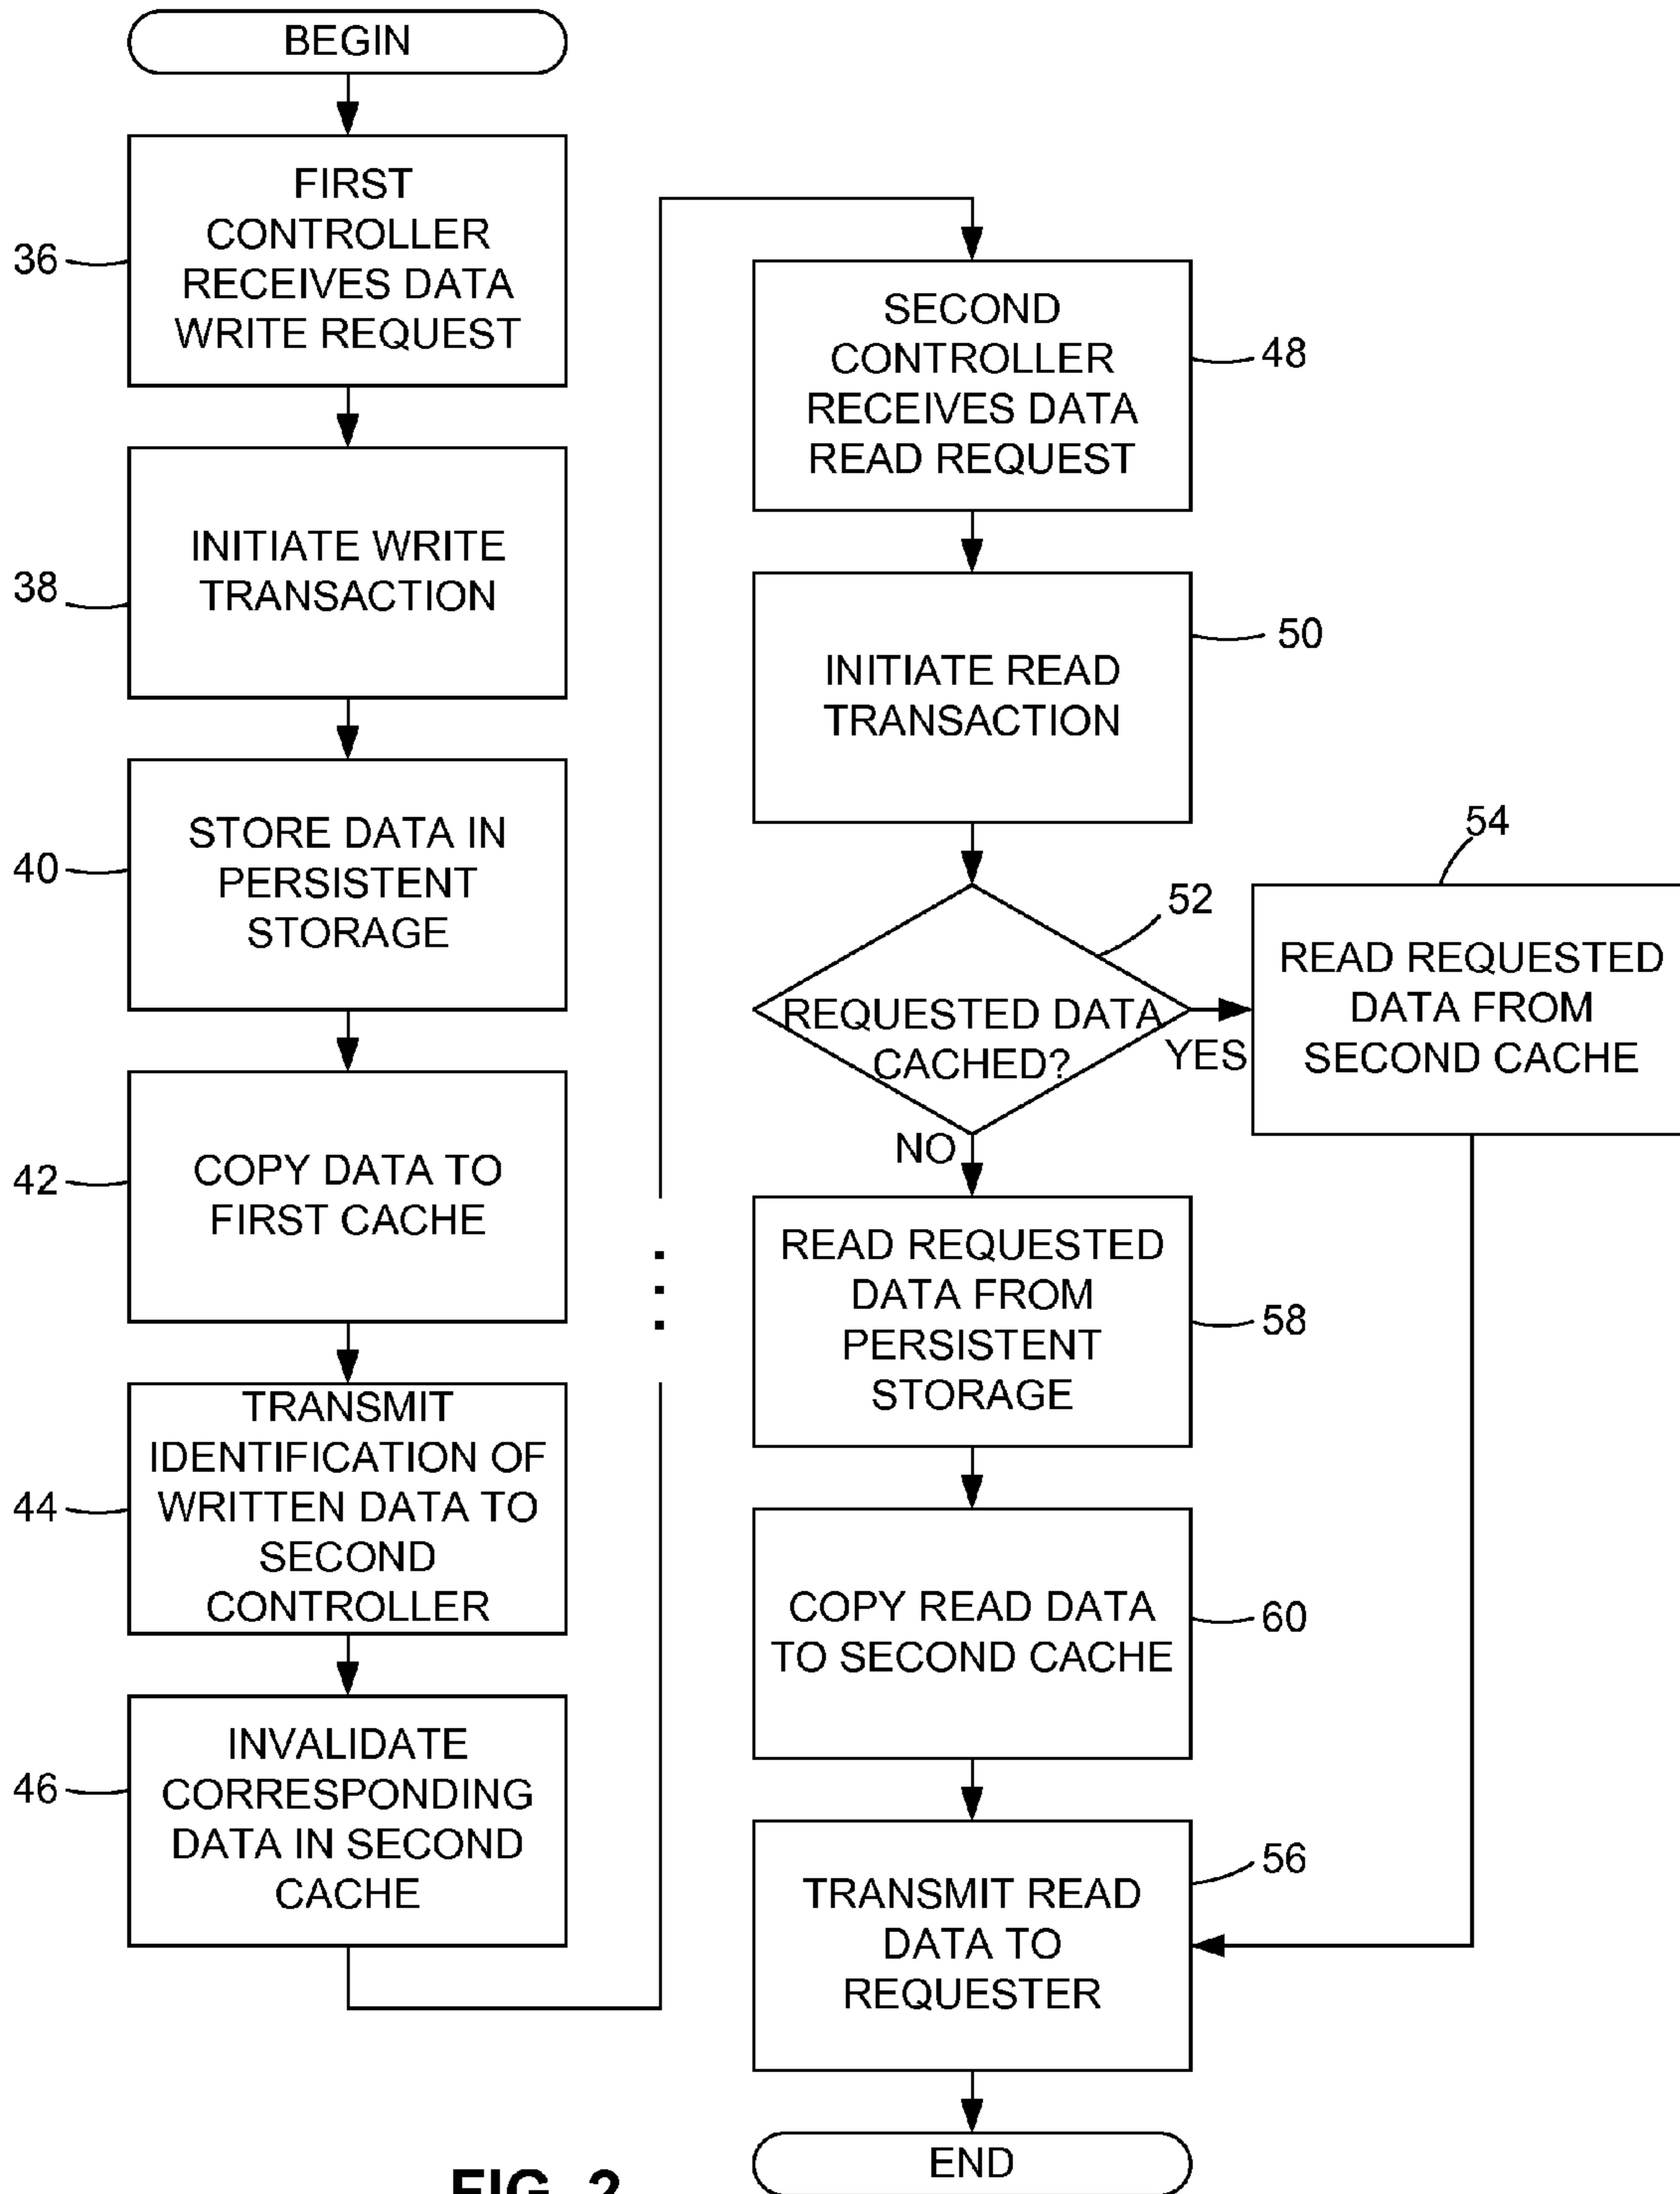 BEGIN
FIRST
CONTROLLER
RECEIVES DATA
WRITE REQUEST
36
INITIATE WRITE
TRANSACTION
38
STORE DATA IN
PERSISTENT
STORAGE
40
COPY DATA TO
FIRST CACHE
42
TRANSMIT
IDENTIFICATION OF
WRITTEN DATA TO
SECOND
CONTROLLER
44
INVALIDATE
CORRESPONDING
DATA IN SECOND
CACHE
46
SECOND
CONTROLLER
RECEIVES DATA
READ REQUEST
48
INITIATE READ
TRANSACTION
50
REQUESTED DATA
CACHED?
52
YES
READ REQUESTED
DATA FROM
SECOND CACHE
54
NO
READ REQUESTED
DATA FROM
PERSISTENT
STORAGE
58
COPY READ DATA
TO SECOND CACHE
60
TRANSMIT READ
DATA TO
REQUESTER
56
END
FIG. 2